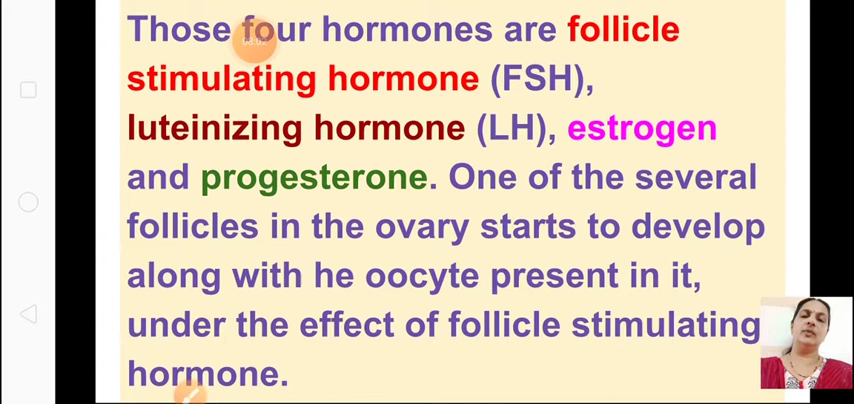 Those four hormones are follicle
stimulating hormone (FSH),
luteinizing hormone (LH), estrogen
and progesterone. One of the several
follicles in the ovary starts to develop
along with he oocyte present in it,
under the effect of follicle stimulating
hormone.